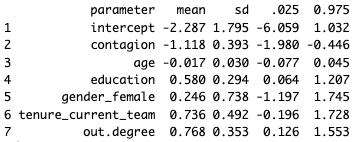 parameter mean sd .025 0.975
1 intercept -2.287 1.795 -6.059 1.032
2 contagion -1.118 0.393 -1.980 -0.446
3 age -0.017 0.030 -0.077 0.045
4 education 0.580 0.294 0.064 1.207
5 gender_female 0.246 0.738 -1.197 1.745
6 tenure_current_team 0.736 0.492 -0.196 1.728
7 out.degree 0.768 0.353 0.126 1.553